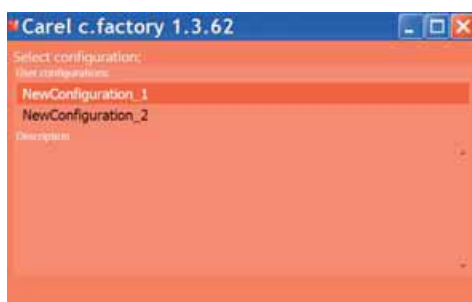 Carel c.factory 1.3.62
Select configuration:
User configurations:
NewConfiguration_1
NewConfiguration_2
Description